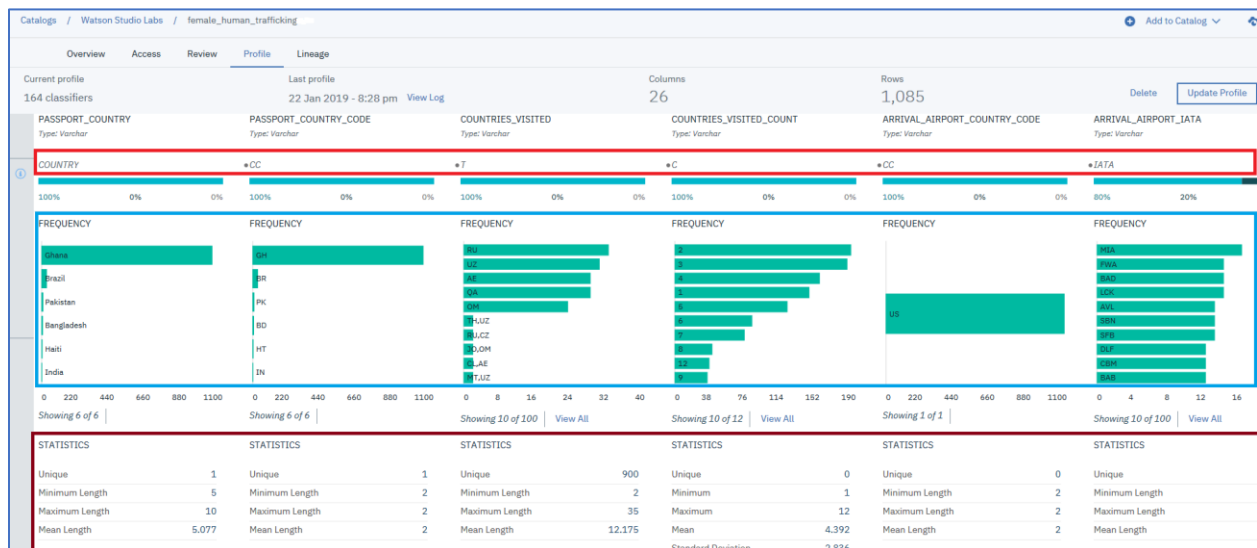 Catalogs / Watson Studio Labs / female_human_trafficking
Add to Catalog
Overview Access Review Profile Lineage
Current profile Last profile Columns Rows
164 classifiers 22 Jan 2019 - 8:28 pm View Log 26 1,085 Delete Update Profile
PASSPORT_COUNTRY PASSPORT_COUNTRY_CODE COUNTRIES_VISITED COUNTRIES_VISITED_COUNT ARRIVAL_AIRPORT_COUNTRY_CODE ARRIVAL_AIRPORT_IATA
Type: Varchar Type: Varchar Type: Varchar Type: Varchar Type: Varchar Type: Varchar
COUNTRY CC T C CC IATA
100% 0% 0% 100% 0% 0% 100% 0% 0% 100% 0% 0% 100% 0% 0% 80% 20%
FREQUENCY FREQUENCY FREQUENCY FREQUENCY FREQUENCY FREQUENCY
Ghana GH RU 2 US MIA
UZ 3 FWA
Brazil BR AE 4 BAD
QA 1 LCK
Pakistan PK OM 5 AVL
Bangladesh BD TH,UZ 6 SBN
RU,CZ 7 SFB
Haiti HT JO,OM 8 DLF
CL,AE 12 CBM
India IN MT,UZ 9 BAB
0 220 440 660 880 1100 0 220 440 660 880 1100 0 8 16 24 32 40 0 38 76 114 152 190 0 220 440 660 880 1100 0 4 8 12 16
Showing 6 of 6 Showing 6 of 6 Showing 10 of 100 View All Showing 10 of 12 View All Showing 1 of 1 Showing 10 of 100 View All
STATISTICS STATISTICS STATISTICS STATISTICS STATISTICS STATISTICS
Unique 1 Unique 1 Unique 900 Unique 0 Unique 0 Unique
Minimum Length 5 Minimum Length 2 Minimum Length 2 Minimum 1 Minimum Length 2 Minimum Length
Maximum Length 10 Maximum Length 2 Maximum Length 35 Maximum 12 Maximum Length 2 Maximum Length
Mean Length 5.077 Mean Length 2 Mean Length 12.175 Mean 4.392 Mean Length 2 Mean Length
Standard Deviation 2.836